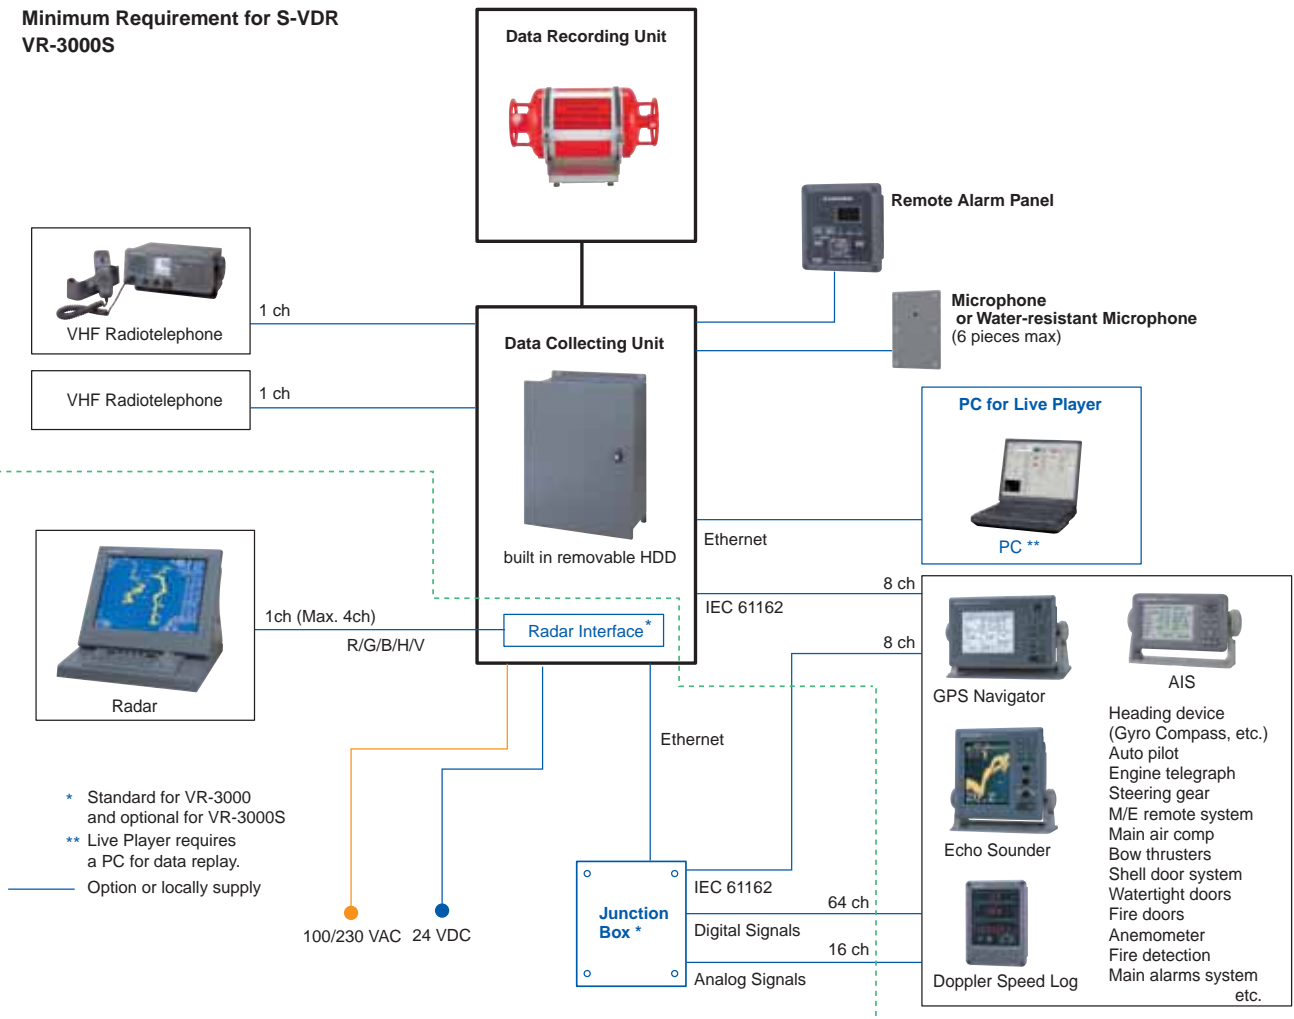 Minimum Requirement for S-VDR
VR-3000S
Data Recording Unit
Remote Alarm Panel
Microphone
or Water-resistant Microphone
(6 pieces max)
VHF Radiotelephone
1 ch
VHF Radiotelephone
1 ch
Data Collecting Unit
built in removable HDD
Radar Interface*
PC for Live Player
PC **
Ethernet
IEC 61162
8 ch
8 ch
1ch (Max. 4ch)
R/G/B/H/V
Radar
GPS Navigator
AIS
Echo Sounder
Doppler Speed Log
Heading device
(Gyro Compass, etc.)
Auto pilot
Engine telegraph
Steering gear
M/E remote system
Main air comp
Bow thrusters
Shell door system
Watertight doors
Fire doors
Anemometer
Fire detection
Main alarms system
etc.
Ethernet
* Standard for VR-3000
and optional for VR-3000S
** Live Player requires
a PC for data replay.
Option or locally supply
100/230 VAC
24 VDC
Junction
Box *
IEC 61162
64 ch
Digital Signals
16 ch
Analog Signals